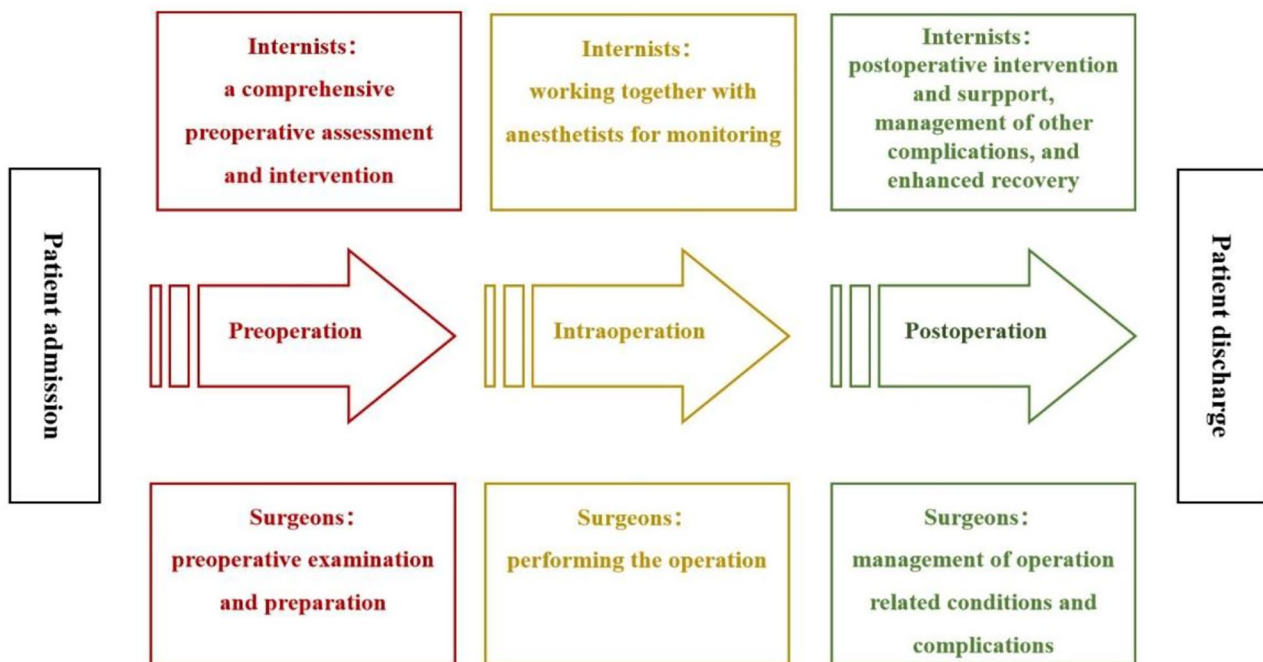 Internists:
a comprehensive
preoperative assessment
and intervention
Internists:
working together with
anesthetists for monitoring
Internists:
postoperative intervention
and surpport,
management of other
complications, and
enhanced recovery
Patient admission
Preoperation
Intraoperation
Postoperation
Patient discharge
Surgeons:
preoperative examination
and preparation
Surgeons:
performing the operation
Surgeons:
management of operation
related conditions and
complications